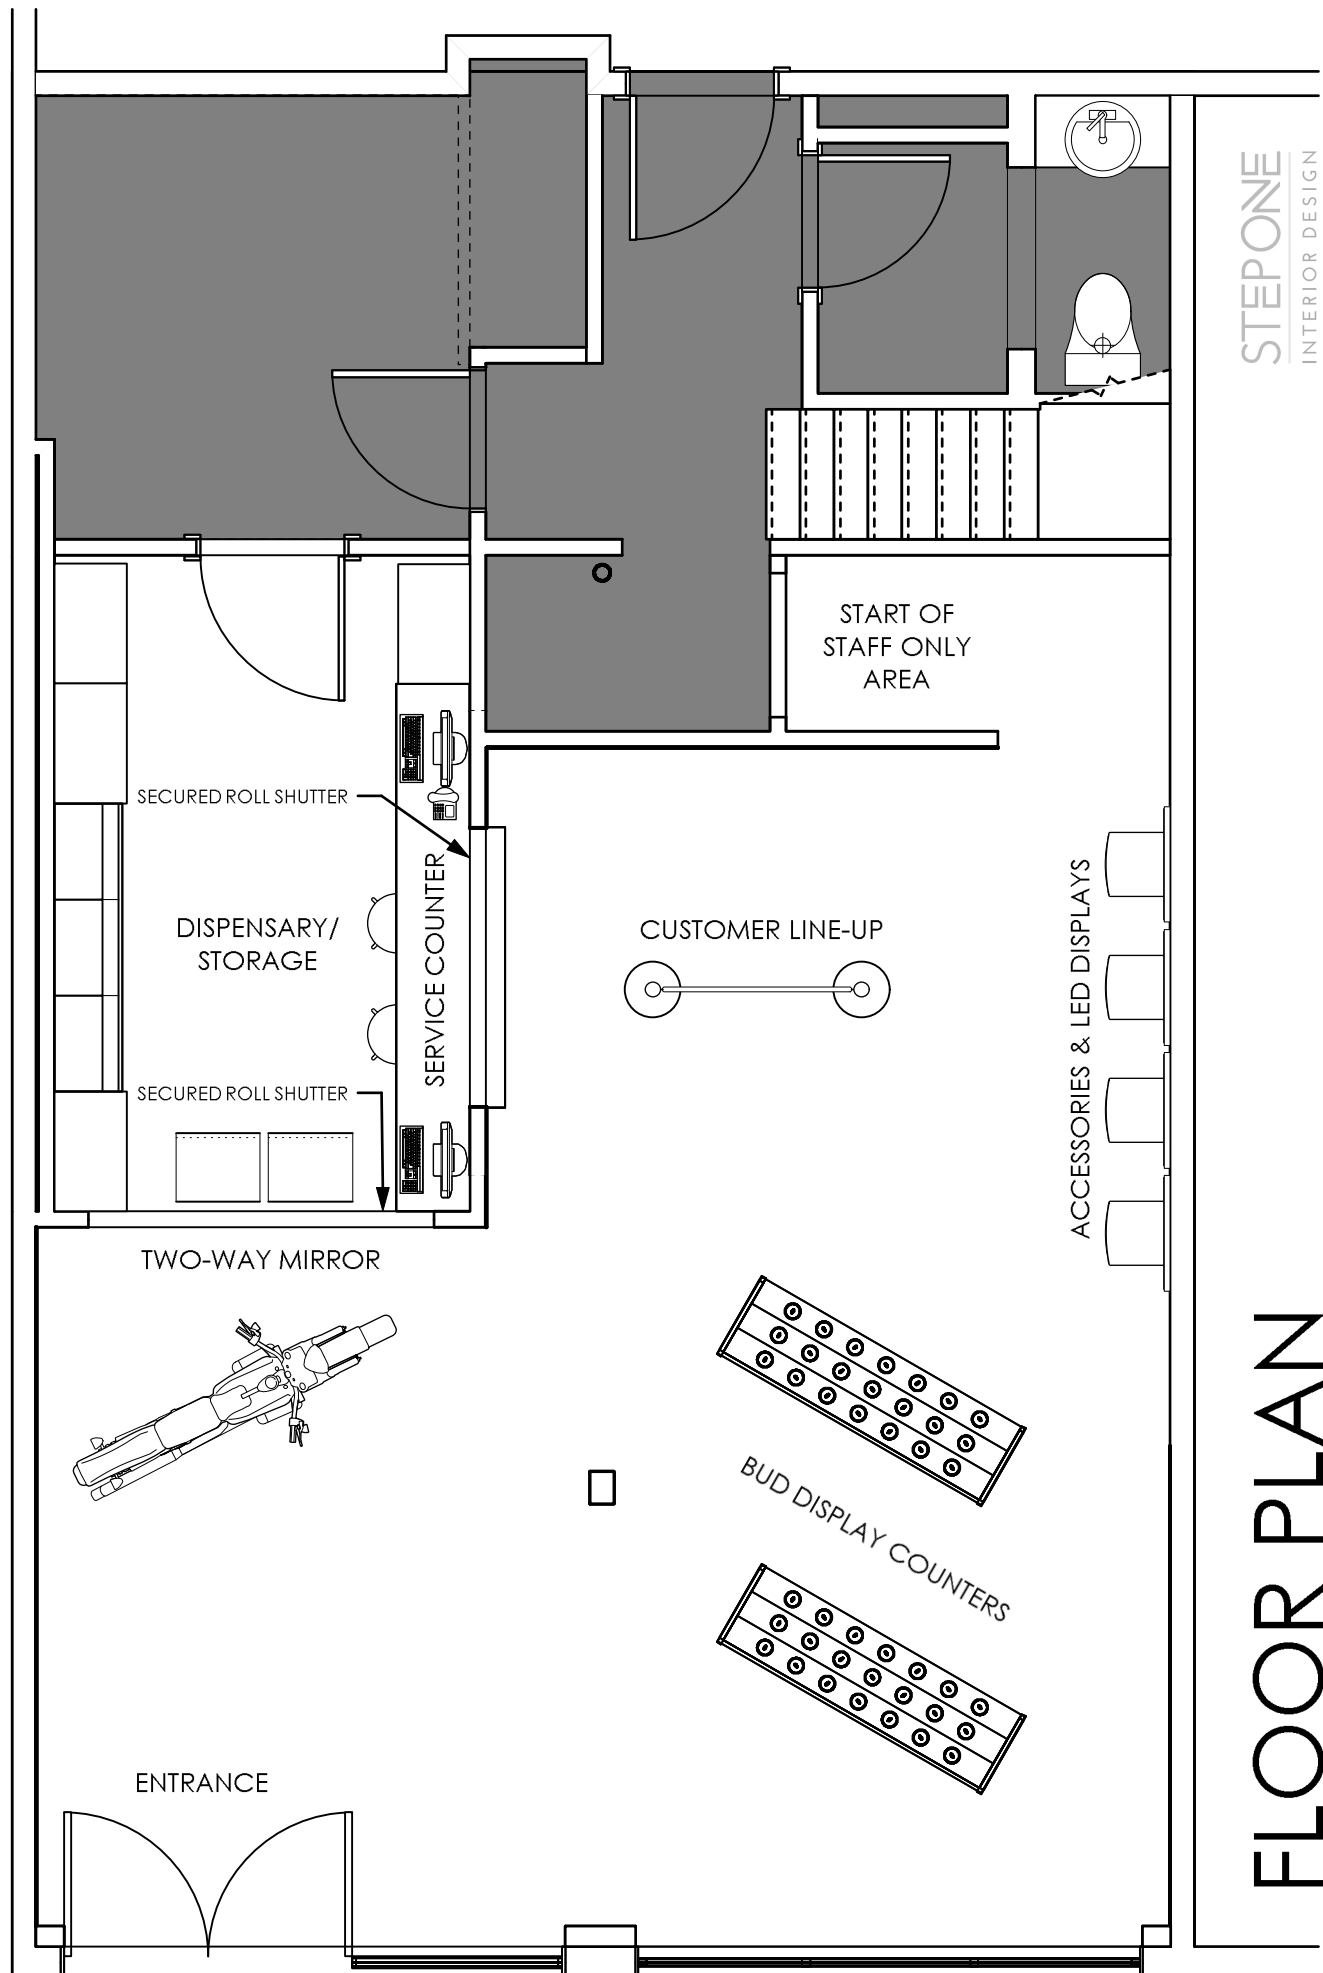 STEPONE
INTERIOR DESIGN
START OF
STAFF ONLY
AREA
SECURED ROLL SHUTTER
SERVICE COUNTER
DISPENSARY/
STORAGE
CUSTOMER LINE-UP
ACCESSORIES & LED DISPLAYS
SECURED ROLL SHUTTER
TWO-WAY MIRROR
BUD DISPLAY COUNTERS
ENTRANCE
FLOOR PLAN